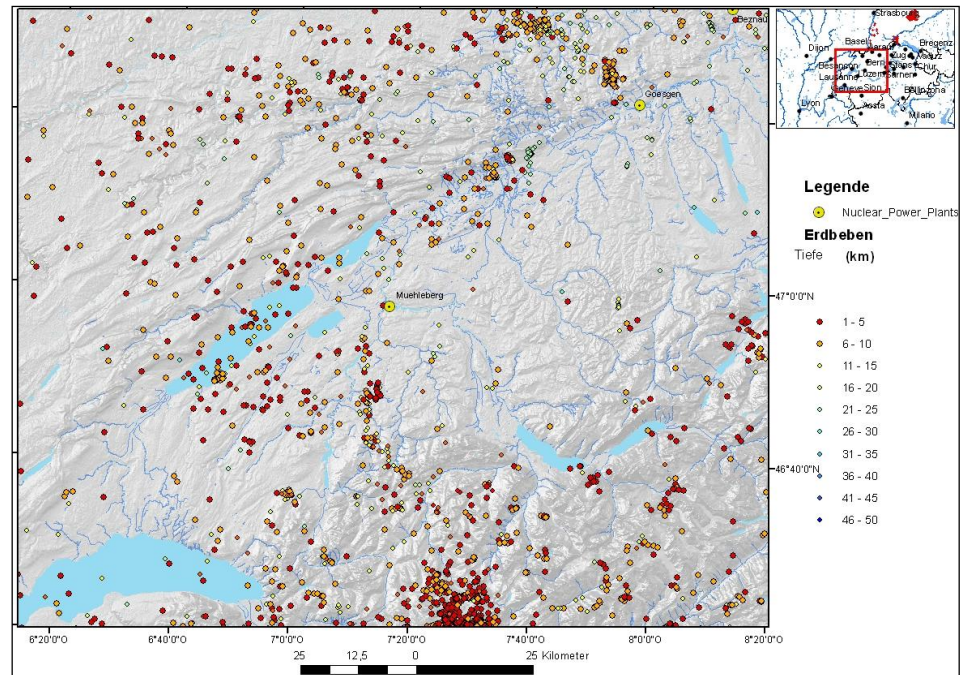 Beznau
Goesgen
Muehleberg
Strasbourg
Dijon
Basel
Aarau
Bregenz
Zug
Vaduz
Besancon
Bern
Stans
Chur
Lausanne
Luzern
Sarnen
Geneve
Sion
Bellinzona
Lyon
Aosta
Milano
Legende
Nuclear_Power_Plants
Erdbeben
Tiefe (km)
47°0'0"N
1 - 5
6 - 10
11 - 15
16 - 20
21 - 25
26 - 30
31 - 35
36 - 40
41 - 45
46 - 50
46°40'0"N
6°20'0"O
6°40'0"O
7°0'0"O
7°20'0"O
7°40'0"O
8°0'0"O
8°20'0"O
25 12,5 0 25 Kilometer